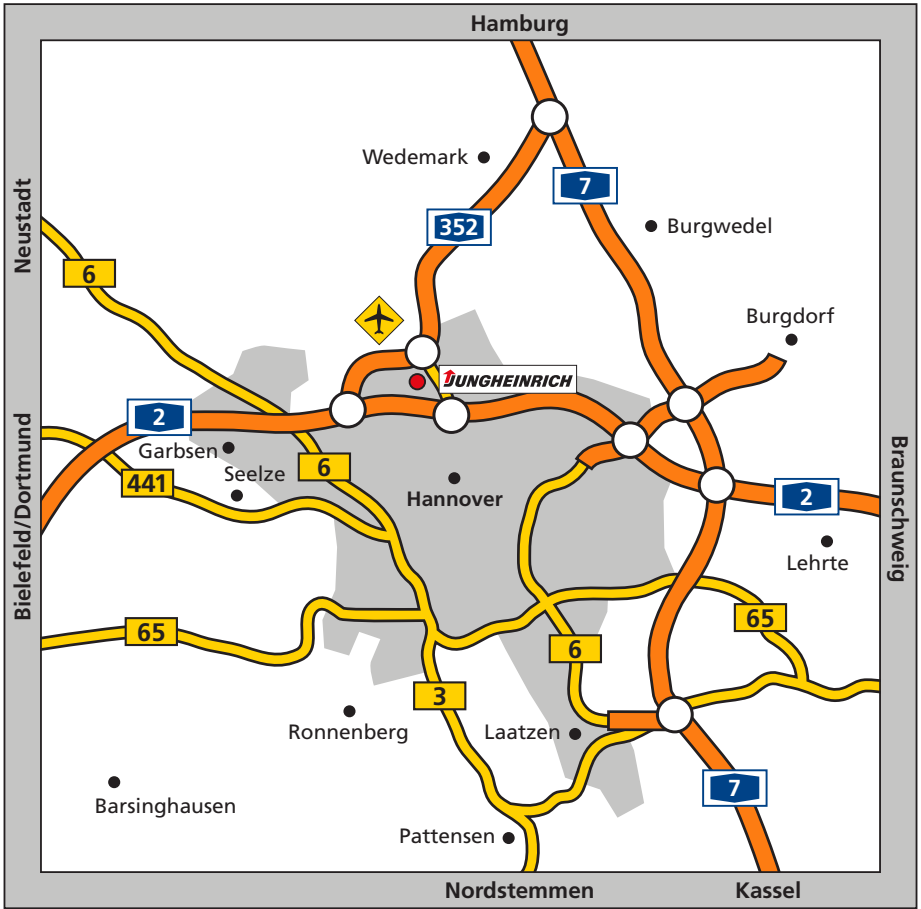 Hamburg
Wedemark
7
352
Burgwedel
Neustadt
6
Burgdorf
JUNGHEINRICH
2
Garbsen
Seelze
6
441
Hannover
2
Bielefeld/Dortmund
Braunschweig
Lehrte
65
65
6
3
Ronnenberg
Laatzen
7
Barsinghausen
Pattensen
Nordstemmen
Kassel